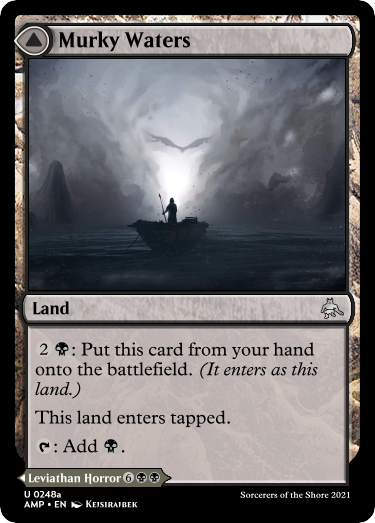 Murky Waters
Land
2 : Put this card from your hand
onto the battlefield. (It enters as this
land.)
This land enters tapped.
: Add .
Leviathan Horror 6
U 0248a
AMP • EN Kejsirajbek
Sorcerers of the Shore 2021